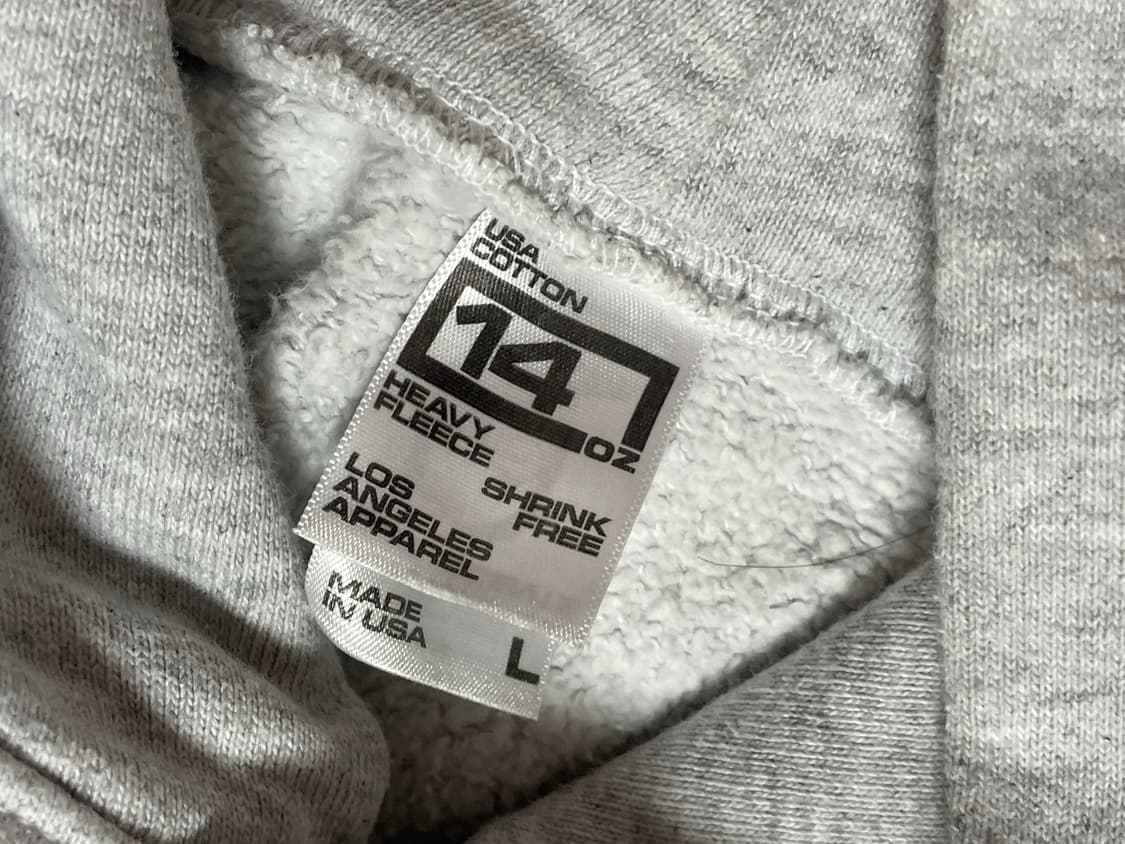 USA
COTTON
14
OZ
HEAVY
FLEECE
LOS
ANGELES
APPAREL
SHRINK
FREE
MADE
IN USA
L